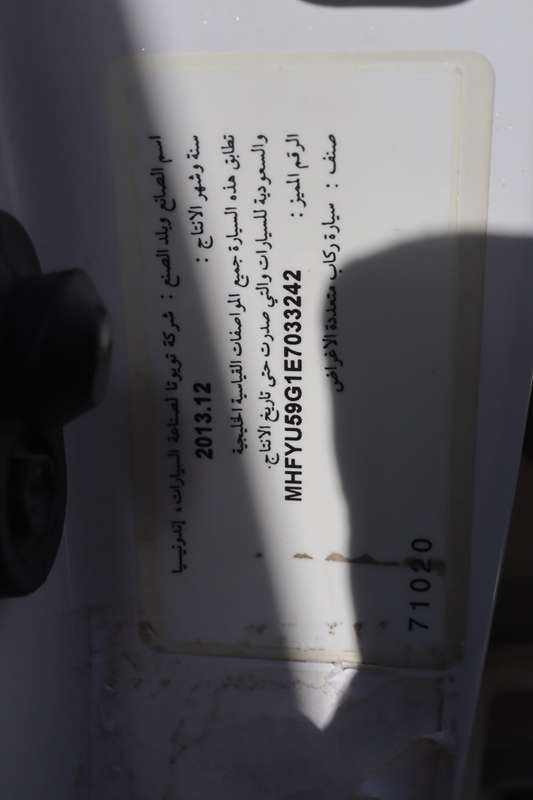 اسم الصانع وبلد الصنع : شركة تويوتا لصناعة السيارات، إندونيسيا
سنة وشهر الانتاج : 2013.12
تطابق هذه السيارة جميع المواصفات القياسية الخليجية
والسعودية للسيارات والتي صدرت حتى تاريخ الانتاج.
الرقم المميز : MHFYU59G1E7033242
صنف : سيارة ركاب متعددة الاغراض
71020